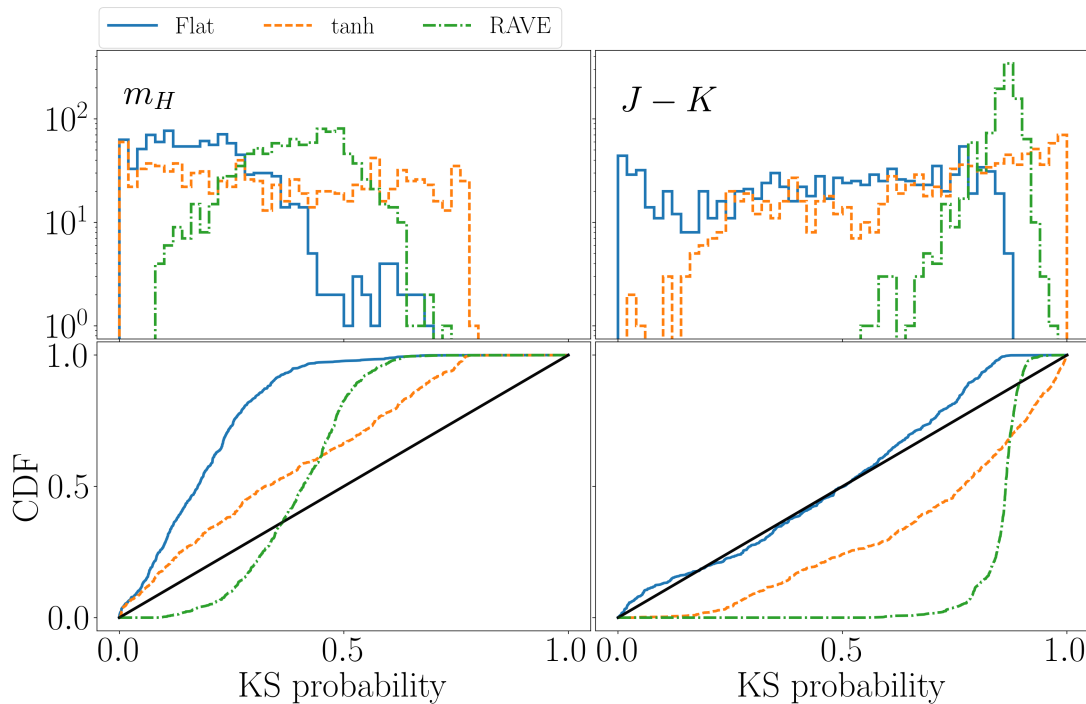 Flat tanh RAVE
m_H J − K
10^2
10^1
10^0
CDF
1.0
0.5
0.0
0.0 0.5 1.0 0.0 0.5 1.0
KS probability KS probability